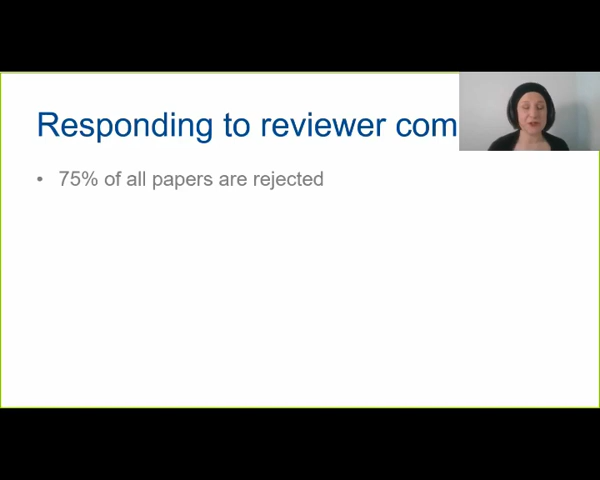 Responding to reviewer com
• 75% of all papers are rejected